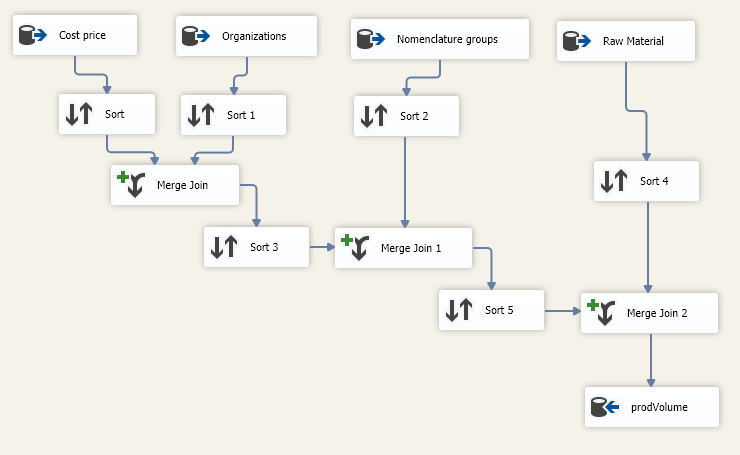 Cost price
Organizations
Nomenclature groups
Raw Material
Sort
Sort 1
Sort 2
Merge Join
Sort 4
Sort 3
Merge Join 1
Sort 5
Merge Join 2
prodVolume